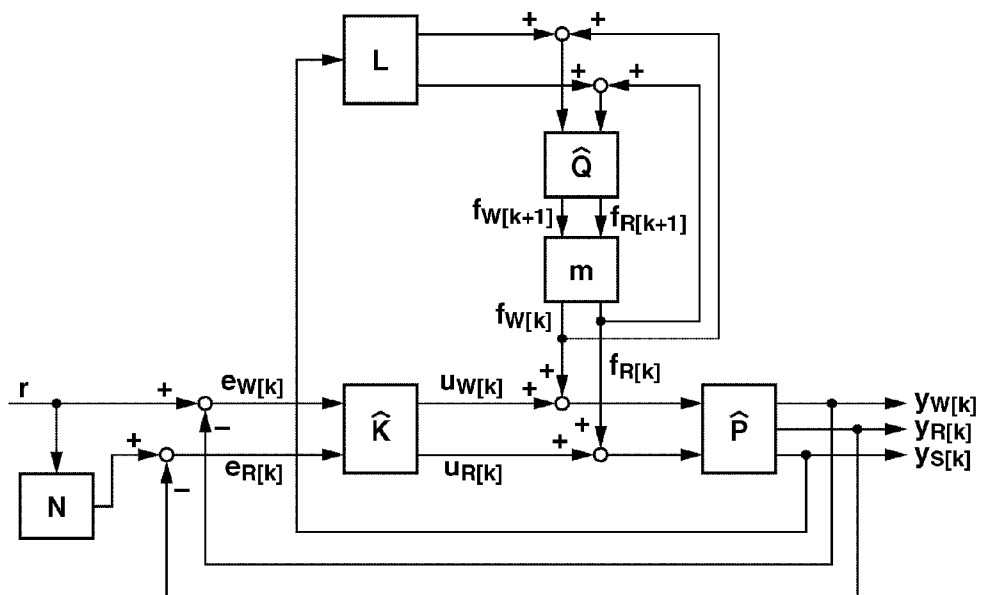 + +
L
+ +
Q̂
fW[k+1] fR[k+1]
m
fW[k]
fR[k]
r + eW[k] uW[k] + + yW[k]
− K̂ P̂ yR[k]
+ eR[k] uR[k] + + yS[k]
−
N